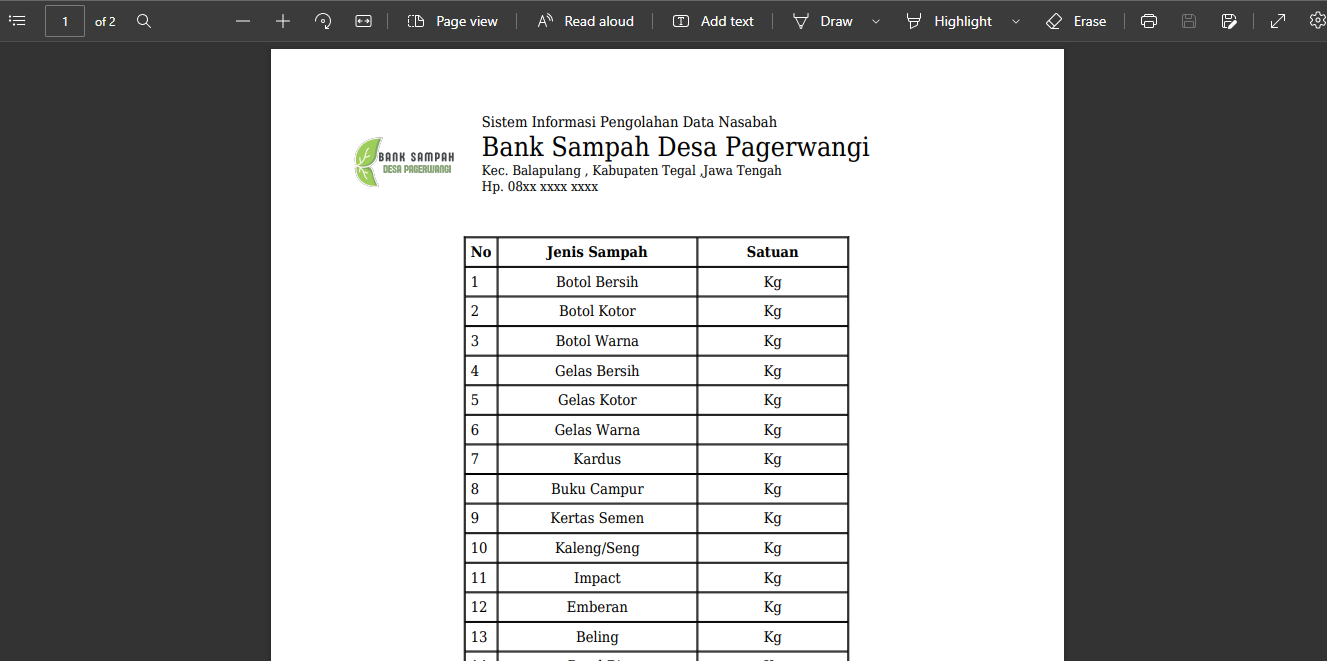 1 of 2 Page view Read aloud Add text Draw Highlight Erase
Sistem Informasi Pengolahan Data Nasabah
BANK SAMPAH
DESA PAGERWANGI
Bank Sampah Desa Pagerwangi
Kec. Balapulang , Kabupaten Tegal ,Jawa Tengah
Hp. 08xx xxxx xxxx
No Jenis Sampah Satuan
1 Botol Bersih Kg
2 Botol Kotor Kg
3 Botol Warna Kg
4 Gelas Bersih Kg
5 Gelas Kotor Kg
6 Gelas Warna Kg
7 Kardus Kg
8 Buku Campur Kg
9 Kertas Semen Kg
10 Kaleng/Seng Kg
11 Impact Kg
12 Emberan Kg
13 Beling Kg